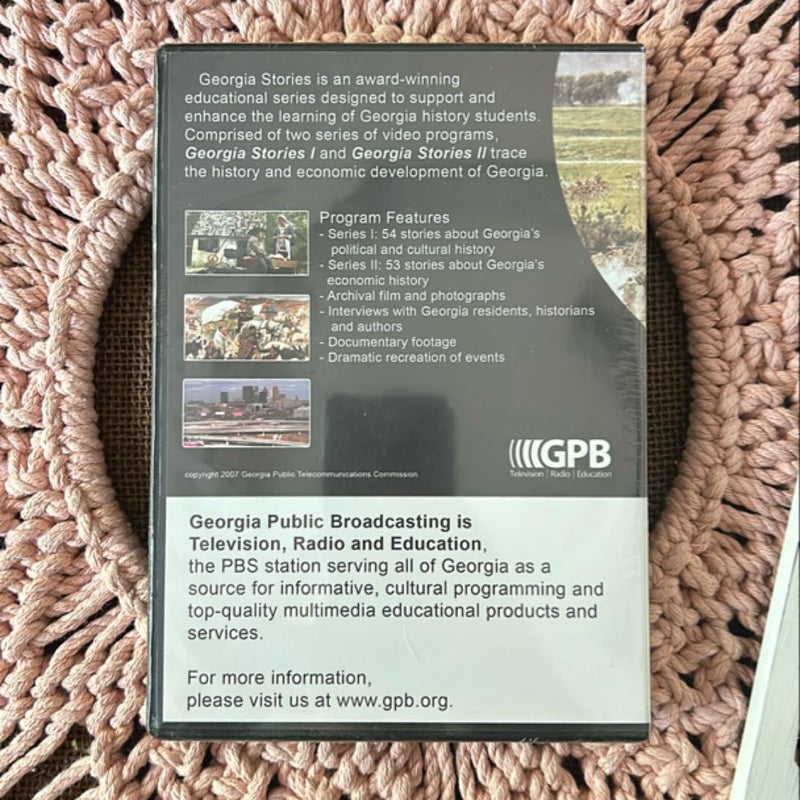 Georgia Stories is an award-winning
educational series designed to support and
enhance the learning of Georgia history students.
Comprised of two series of video programs,
Georgia Stories I and Georgia Stories II trace
the history and economic development of Georgia.
Program Features
- Series I: 54 stories about Georgia's
political and cultural history
- Series II: 53 stories about Georgia's
economic history
- Archival film and photographs
- Interviews with Georgia residents, historians
and authors
- Documentary footage
- Dramatic recreation of events
GPB
Television | Radio | Education
copyright 2007 Georgia Public Telecommunications Commission
Georgia Public Broadcasting is
Television, Radio and Education,
the PBS station serving all of Georgia as a
source for informative, cultural programming and
top-quality multimedia educational products and
services.
For more information,
please visit us at www.gpb.org.